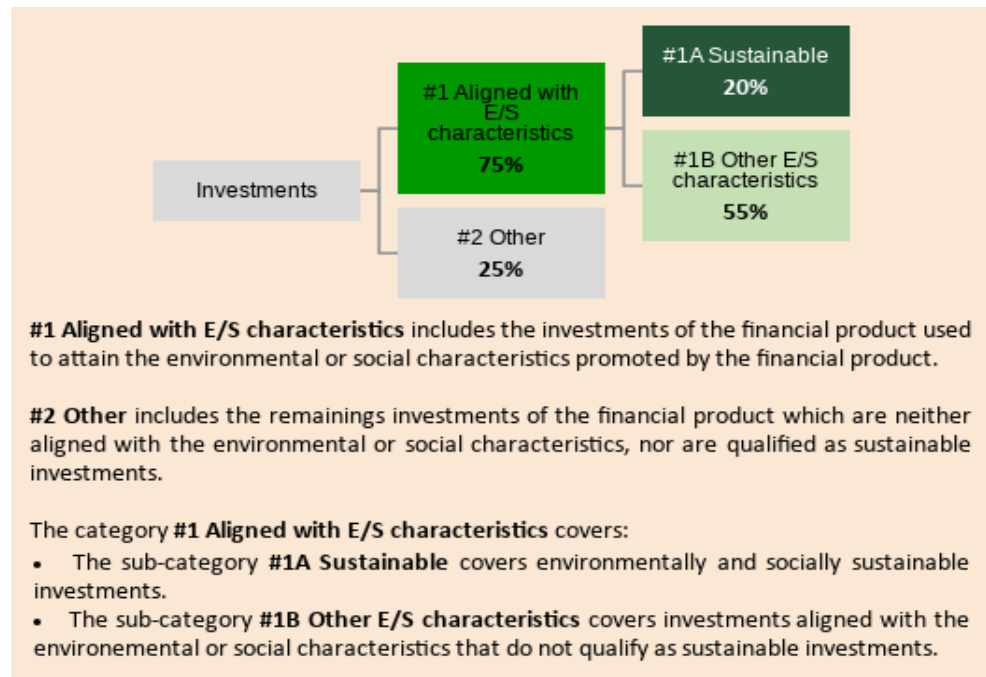 #1A Sustainable
20%
#1 Aligned with
E/S
characteristics
75%
#1B Other E/S
characteristics
55%
Investments
#2 Other
25%
#1 Aligned with E/S characteristics includes the investments of the financial product used
to attain the environmental or social characteristics promoted by the financial product.
#2 Other includes the remainings investments of the financial product which are neither
aligned with the environmental or social characteristics, nor are qualified as sustainable
investments.
The category #1 Aligned with E/S characteristics covers:
• The sub-category #1A Sustainable covers environmentally and socially sustainable
investments.
• The sub-category #1B Other E/S characteristics covers investments aligned with the
environemental or social characteristics that do not qualify as sustainable investments.